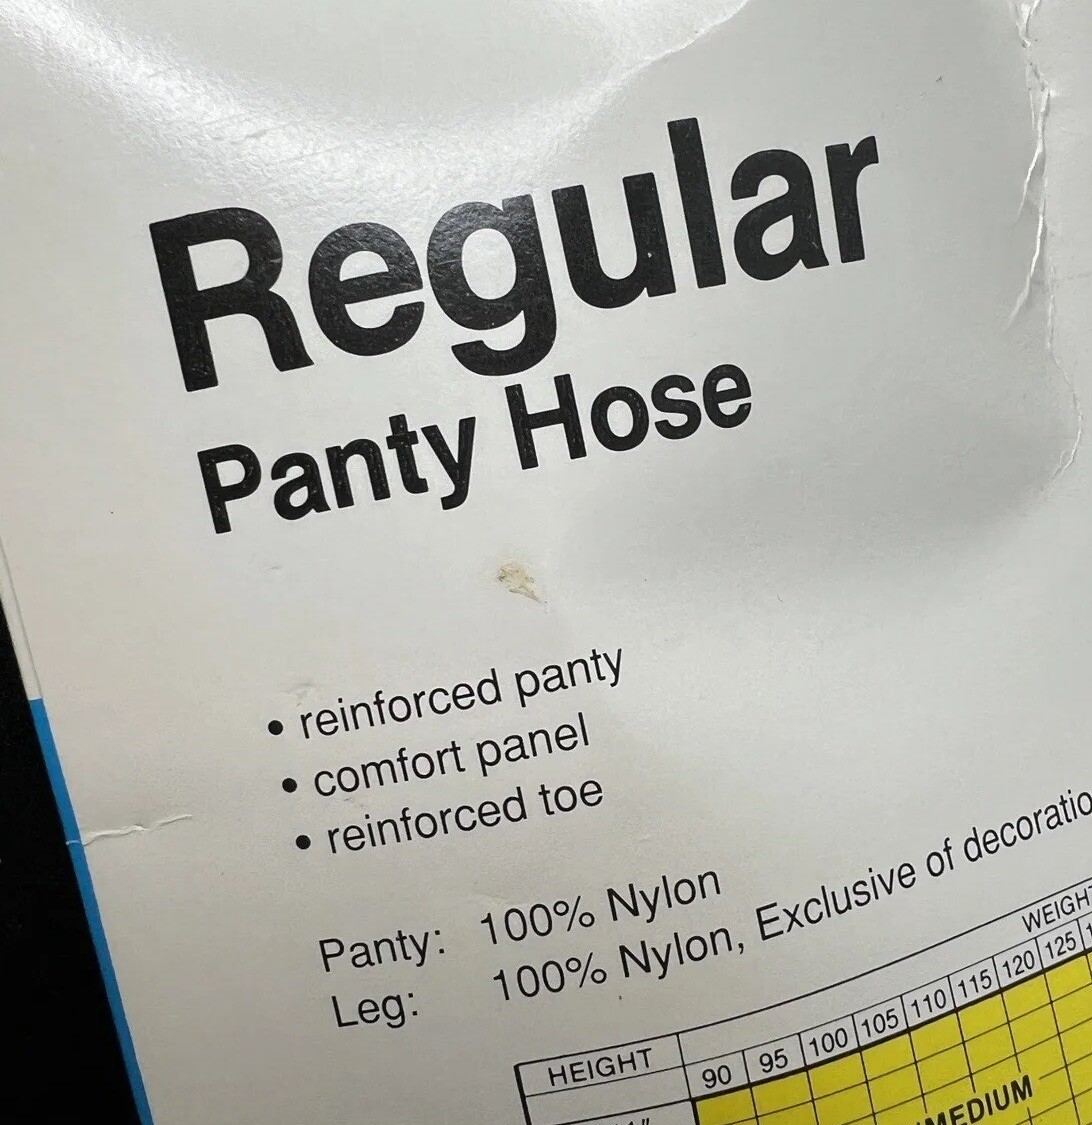 Regular
Panty Hose
• reinforced panty
• comfort panel
• reinforced toe
Panty: 100% Nylon
Leg: 100% Nylon, Exclusive of
WEIGHT
HEIGHT 90 95 100 105 110 115 120 125
MEDIUM